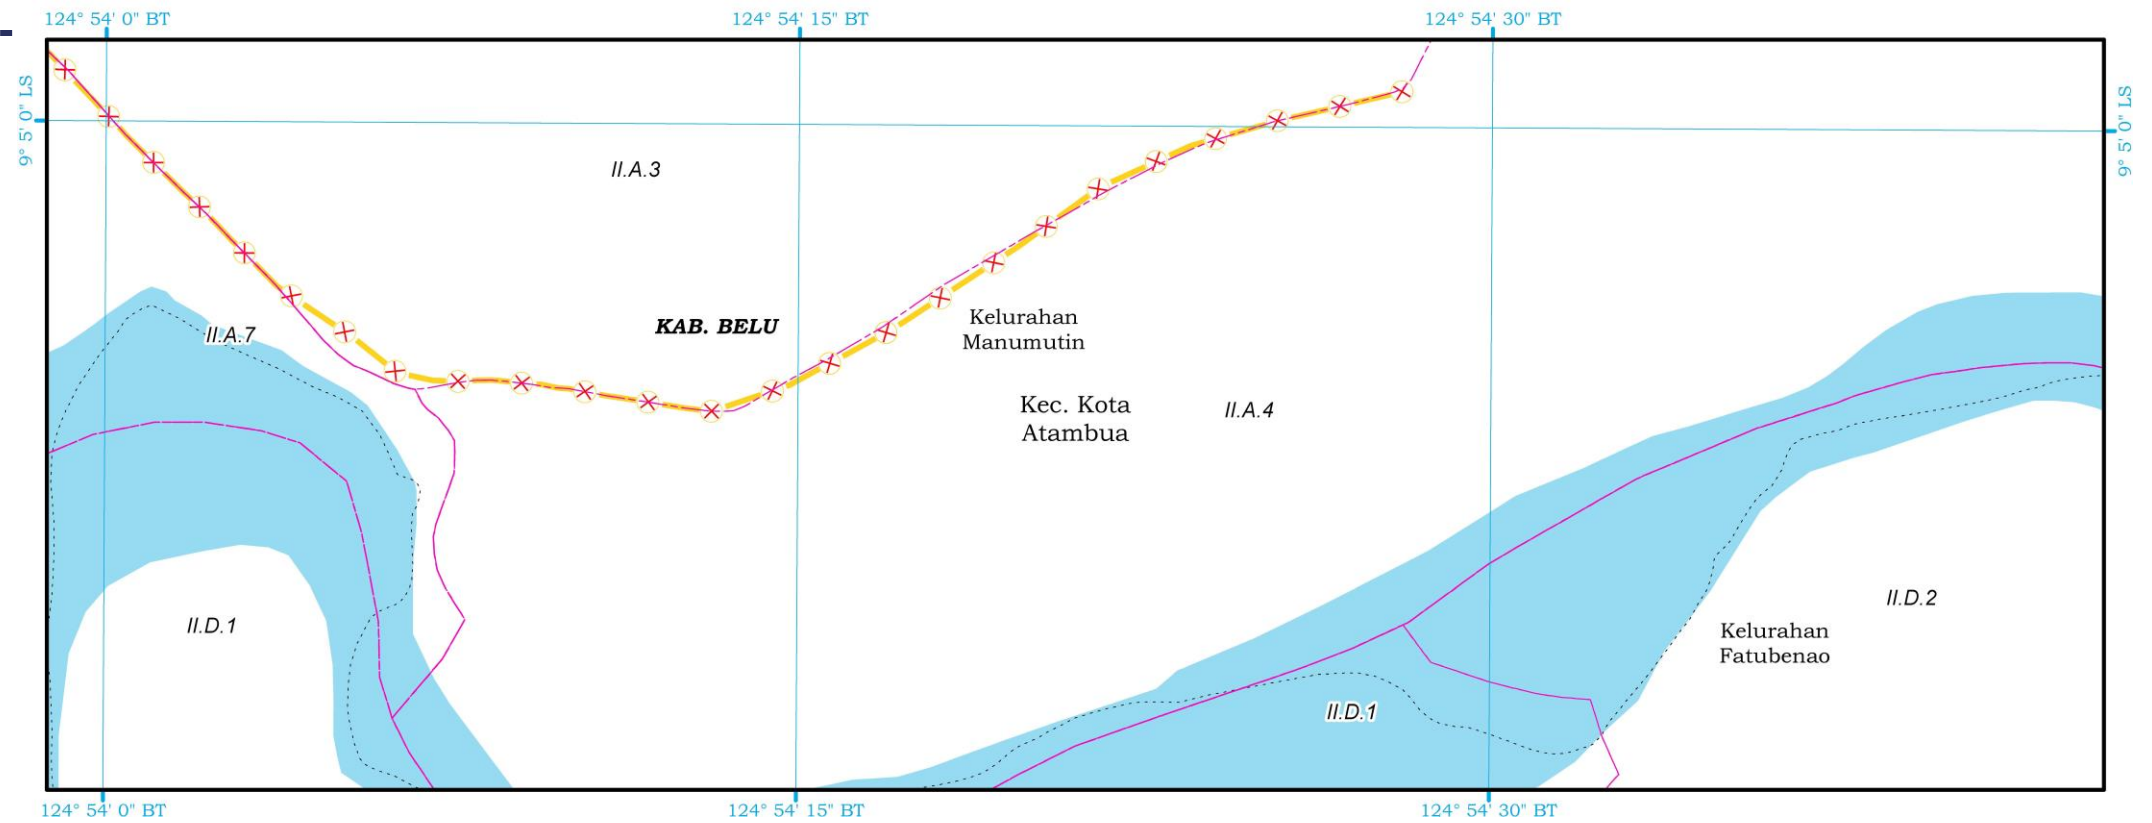 124° 54' 0" BT
124° 54' 15" BT
124° 54' 30" BT
9° 5' 0" LS
9° 5' 0" LS
II.A.3
II.A.7
KAB. BELU
Kelurahan
Manumutin
Kec. Kota
Atambua
II.A.4
II.D.1
II.D.2
Kelurahan
Fatubenao
II.D.1
124° 54' 0" BT
124° 54' 15" BT
124° 54' 30" BT